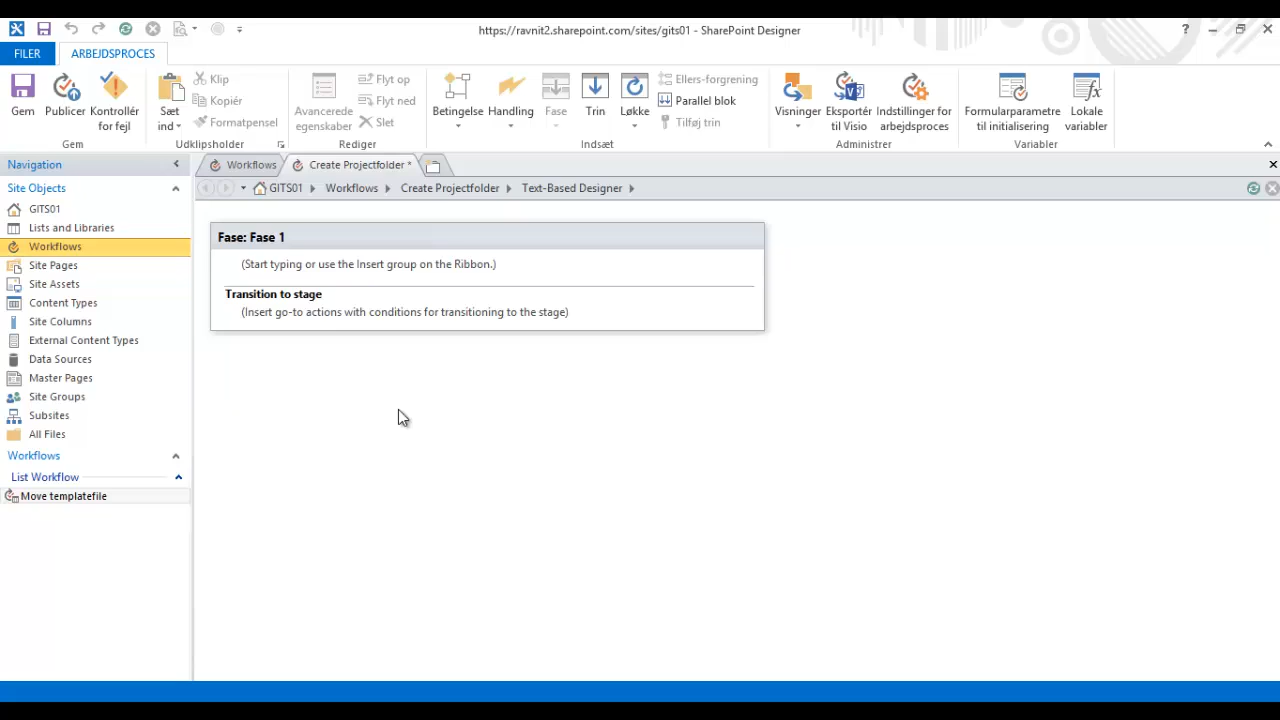 https://ravnit2.sharepoint.com/sites/gits01 - SharePoint Designer
?
FILER
ARBEJDSPROCES
Gem
Publicer
Kontrollér for fejl
Gem
Sæt ind
Klip
Kopiér
Formatpensel
Udklipsholder
Avancerede egenskaber
Flyt op
Flyt ned
Slet
Rediger
Betingelse
Handling
Fase
Trin
Løkke
Ellers-forgrening
Parallel blok
Tilføj trin
Indsæt
Visninger
Eksportér til Visio
Indstillinger for arbejdsproces
Administrer
Formularparametre til initialisering
Lokale variabler
Variabler
Navigation
Site Objects
GITS01
Lists and Libraries
Workflows
Site Pages
Site Assets
Content Types
Site Columns
External Content Types
Data Sources
Master Pages
Site Groups
Subsites
All Files
Workflows
List Workflow
Move templatefile
Workflows
Create Projectfolder *
GITS01
Workflows
Create Projectfolder
Text-Based Designer
Fase: Fase 1
(Start typing or use the Insert group on the Ribbon.)
Transition to stage
(Insert go-to actions with conditions for transitioning to the stage)